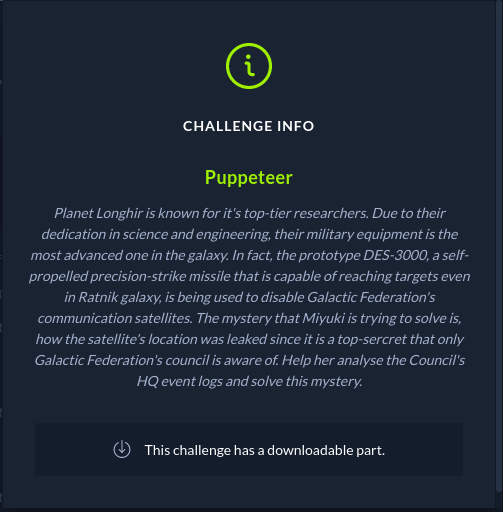 CHALLENGE INFO
Puppeteer
Planet Longhir is known for it's top-tier researchers. Due to their
dedication in science and engineering, their military equipment is the
most advanced one in the galaxy. In fact, the prototype DES-3000, a self-
propelled precision-strike missile that is capable of reaching targets even
in Ratnik galaxy, is being used to disable Galactic Federation's
communication satellites. The mystery that Miyuki is trying to solve is,
how the satellite's location was leaked since it is a top-sercret that only
Galactic Federation's council is aware of. Help her analyse the Council's
HQ event logs and solve this mystery.
This challenge has a downloadable part.